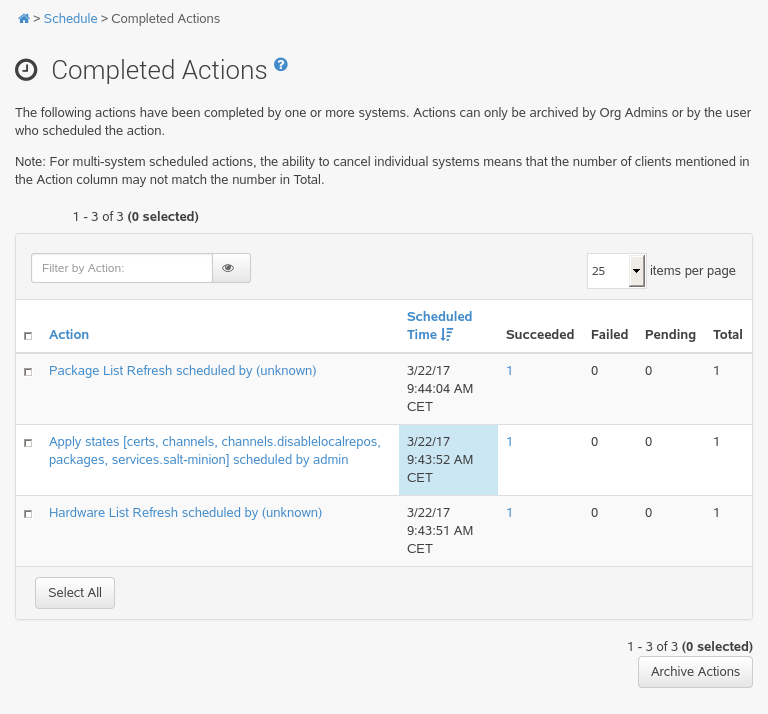 > Schedule > Completed Actions
Completed Actions ?
The following actions have been completed by one or more systems. Actions can only be archived by Org Admins or by the user
who scheduled the action.
Note: For multi-system scheduled actions, the ability to cancel individual systems means that the number of clients mentioned in
the Action column may not match the number in Total.
1 - 3 of 3 (0 selected)
Filter by Action:
25 items per page
Action Scheduled Time Succeeded Failed Pending Total
Package List Refresh scheduled by (unknown) 3/22/17 1 0 0 1
9:44:04 AM
CET
Apply states [certs, channels, channels.disablelocalrepos, 3/22/17 1 0 0 1
packages, services.salt-minion] scheduled by admin 9:43:52 AM
CET
Hardware List Refresh scheduled by (unknown) 3/22/17 1 0 0 1
9:43:51 AM
CET
Select All
1 - 3 of 3 (0 selected)
Archive Actions